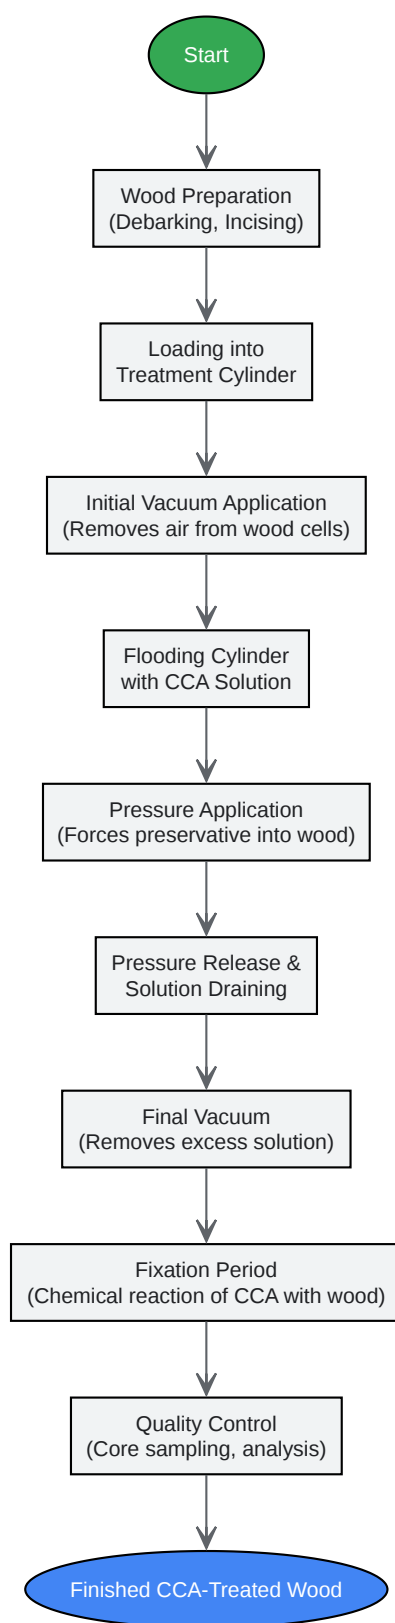 Start
Wood Preparation
(Debarking, Incising)
Loading into
Treatment Cylinder
Initial Vacuum Application
(Removes air from wood cells)
Flooding Cylinder
with CCA Solution
Pressure Application
(Forces preservative into wood)
Pressure Release &
Solution Draining
Final Vacuum
(Removes excess solution)
Fixation Period
(Chemical reaction of CCA with wood)
Quality Control
(Core sampling, analysis)
Finished CCA-Treated Wood